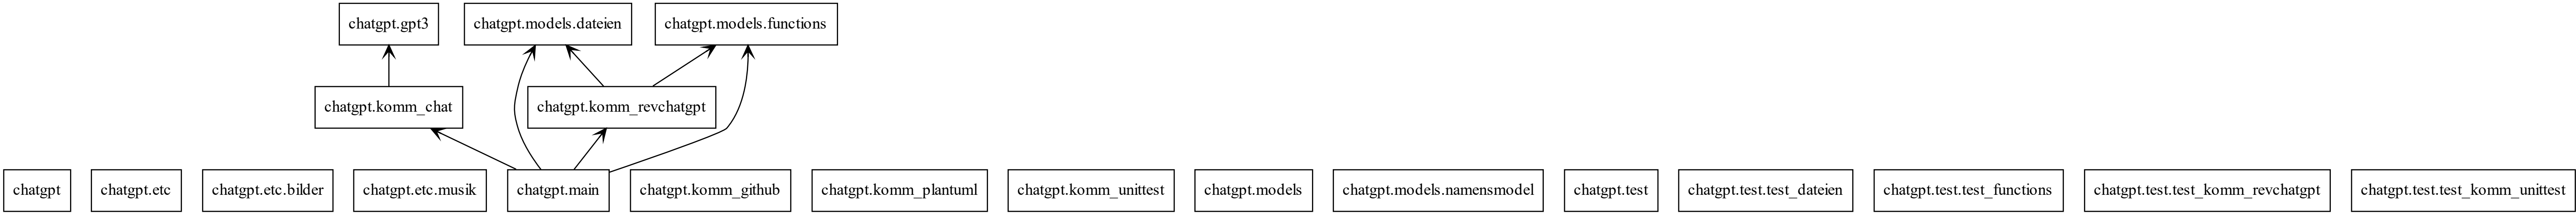 chatgpt.gpt3
chatgpt.models.dateien
chatgpt.models.functions
chatgpt.komm_chat
chatgpt.komm_revchatgpt
chatgpt
chatgpt.etc
chatgpt.etc.bilder
chatgpt.etc.musik
chatgpt.main
chatgpt.komm_github
chatgpt.komm_plantuml
chatgpt.komm_unittest
chatgpt.models
chatgpt.models.namensmodel
chatgpt.test
chatgpt.test.test_dateien
chatgpt.test.test_functions
chatgpt.test.test_komm_revchatgpt
chatgpt.test.test_komm_unittest